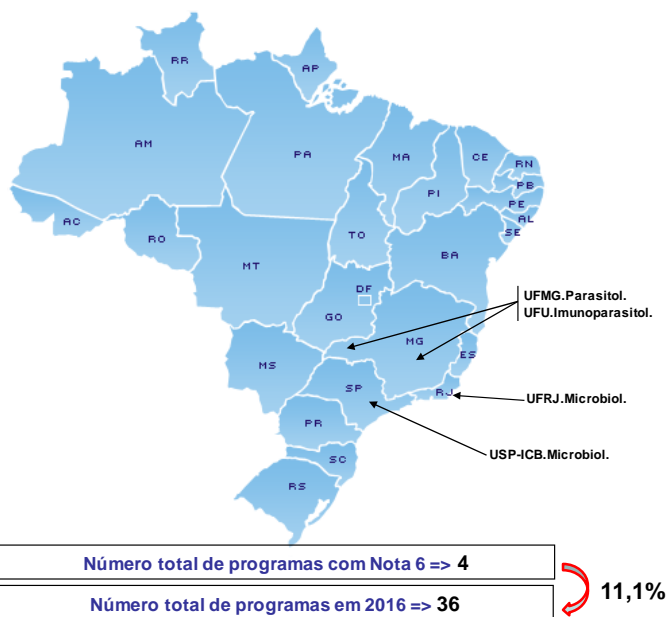 RR
AP
AM
PA
MA
CE
RN
PB
PE
AL
SE
PI
AC
RO
TO
BA
MT
DF
GO
UFMG.Parasitol.
UFU.Imunoparasitol.
MG
ES
MS
SP
RJ
UFRJ.Microbiol.
PR
USP-ICB.Microbiol.
SC
RS
Número total de programas com Nota 6 => 4
11,1%
Número total de programas em 2016 => 36